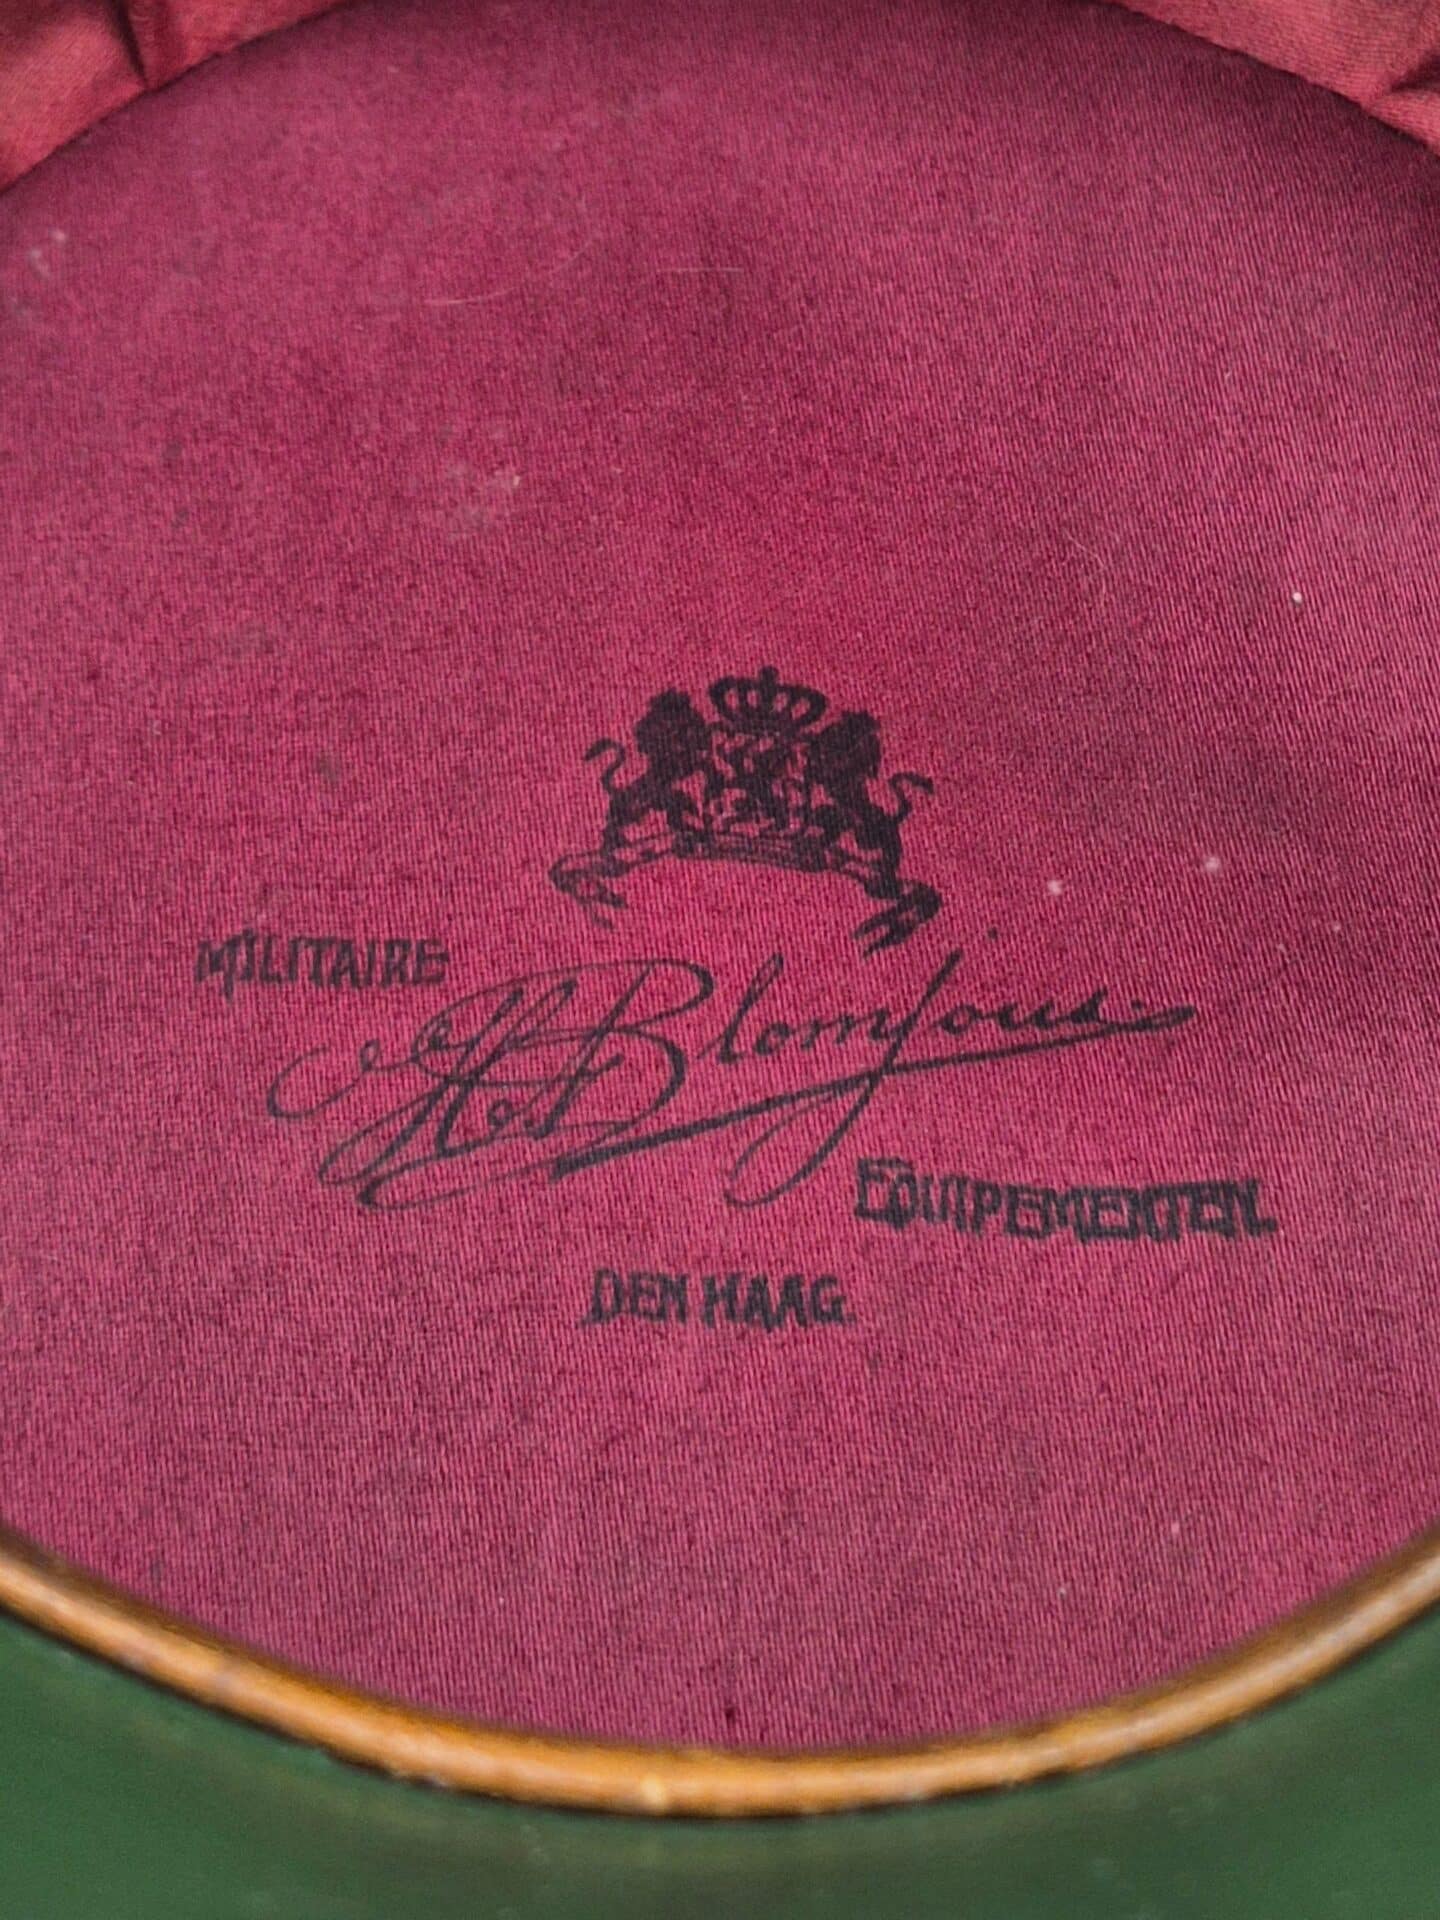 MILITAIRE
Blomjous
EQUIPEMENTEN.
DEN HAAG.